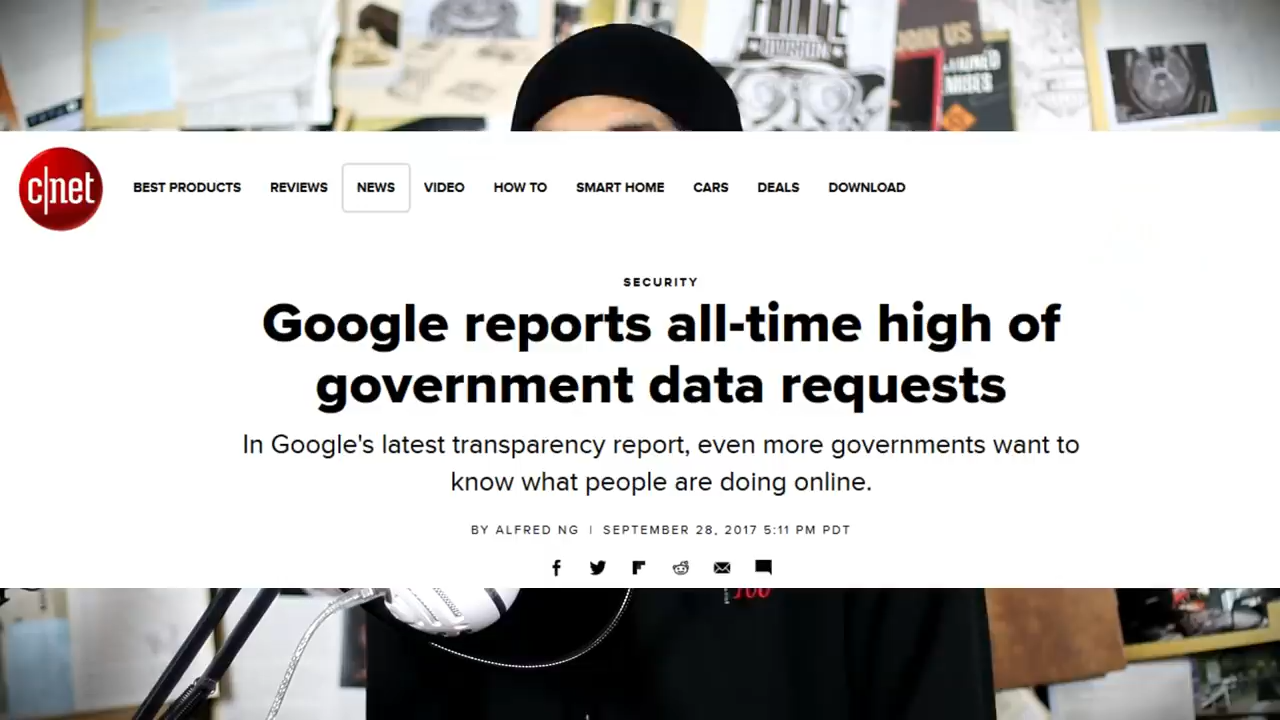 JOIN US
c|net
BEST PRODUCTS REVIEWS NEWS VIDEO HOW TO SMART HOME CARS DEALS DOWNLOAD
SECURITY
Google reports all-time high of
government data requests
In Google's latest transparency report, even more governments want to
know what people are doing online.
BY ALFRED NG | SEPTEMBER 28, 2017 5:11 PM PDT
100